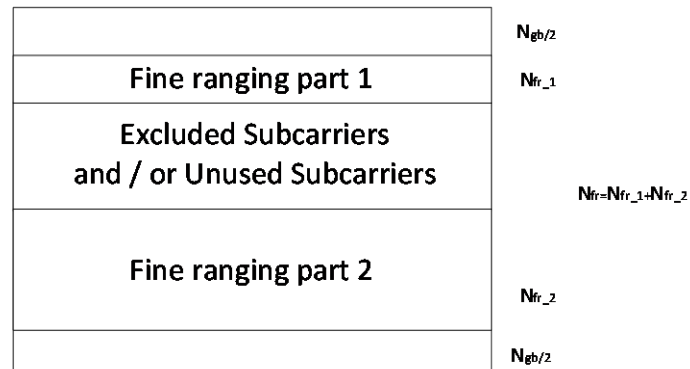 N_gb/2
Fine ranging part 1
N_fr_1
Excluded Subcarriers
and / or Unused Subcarriers
N_fr=N_fr_1+N_fr_2
Fine ranging part 2
N_fr_2
N_gb/2